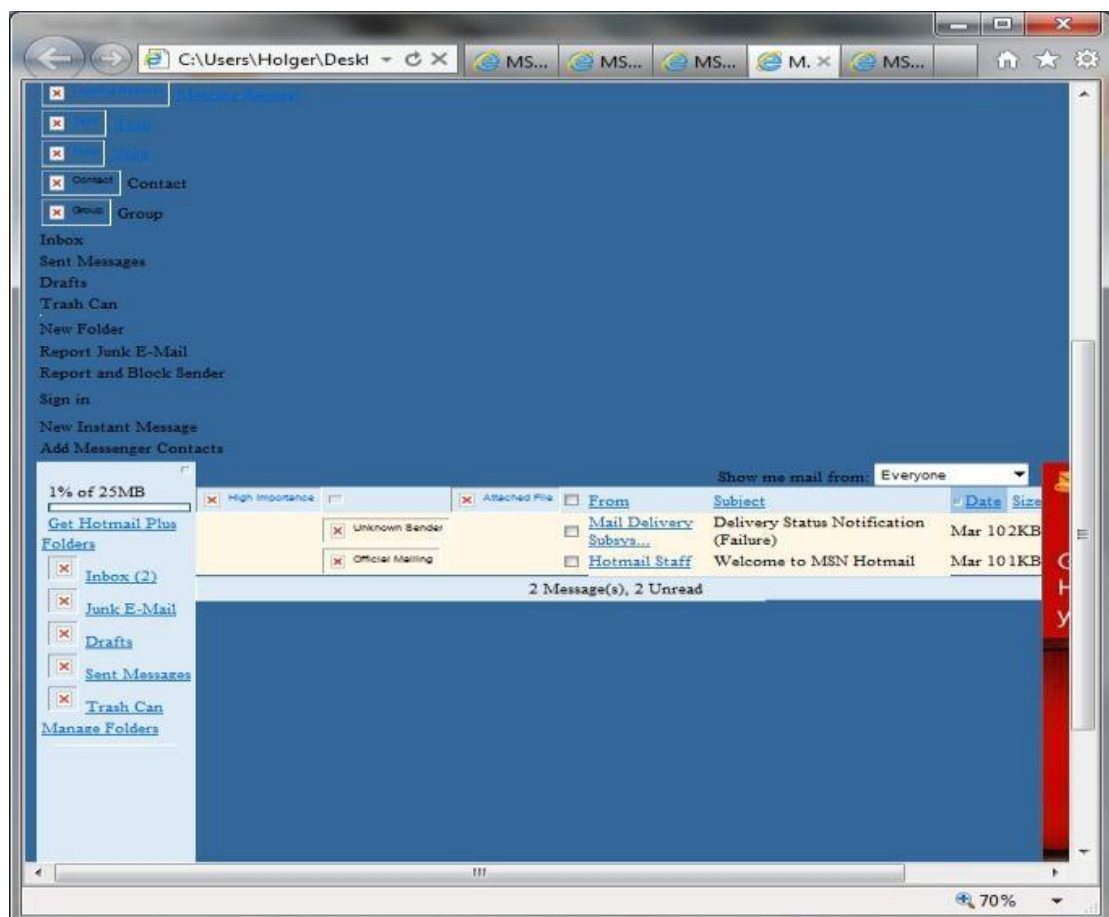 C:\Users\Holger\Deskt
MS...
MS...
MS...
M.
MS...
Task
Task
Note
Note
Contact Contact
Group Group
Inbox
Sent Messages
Drafts
Trash Can
New Folder
Report Junk E-Mail
Report and Block Sender
Sign in
New Instant Message
Add Messenger Contacts
Show me mail from: Everyone
1% of 25MB
High Importance
Attached File
From
Subject
Date
Size
Get Hotmail Plus
Folders
Unknown Sender
Mail Delivery
Subsys...
Delivery Status Notification
(Failure)
Mar 10 2KB
Official Mailing
Hotmail Staff
Welcome to MSN Hotmail
Mar 10 1KB
2 Message(s), 2 Unread
Inbox (2)
Junk E-Mail
Drafts
Sent Messages
Trash Can
Manage Folders
G
H
y
70%